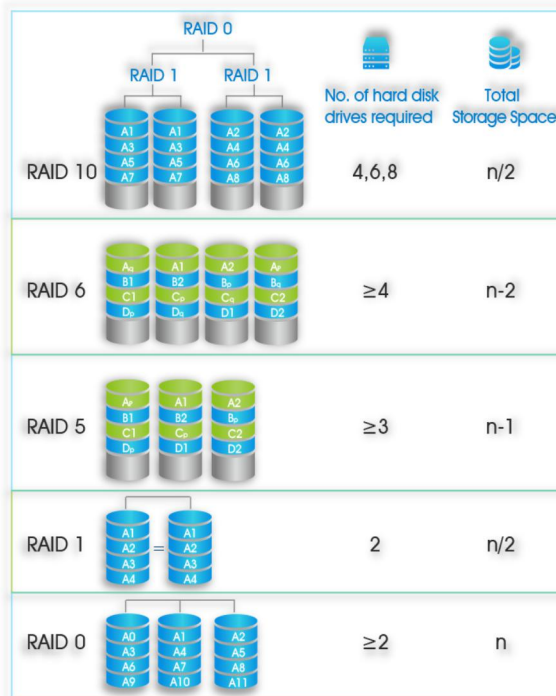 RAID 0
RAID 1 RAID 1
No. of hard disk drives required
Total Storage Space
RAID 10
A1 A1 A2 A2
A3 A3 A4 A4
A5 A5 A6 A6
A7 A7 A8 A8
4,6,8
n/2
RAID 6
Aq A1 A2 Ap
B1 B2 Bp Bq
C1 Cp Cq C2
Dp Dq D1 D2
≥4
n-2
RAID 5
Ap A1 A2
B1 B2 Bp
C1 Cp C2
Dp D1 D2
≥3
n-1
RAID 1
A1 A1
A2 = A2
A3 A3
A4 A4
2
n/2
RAID 0
A0 A1 A2
A3 A4 A5
A6 A7 A8
A9 A10 A11
≥2
n